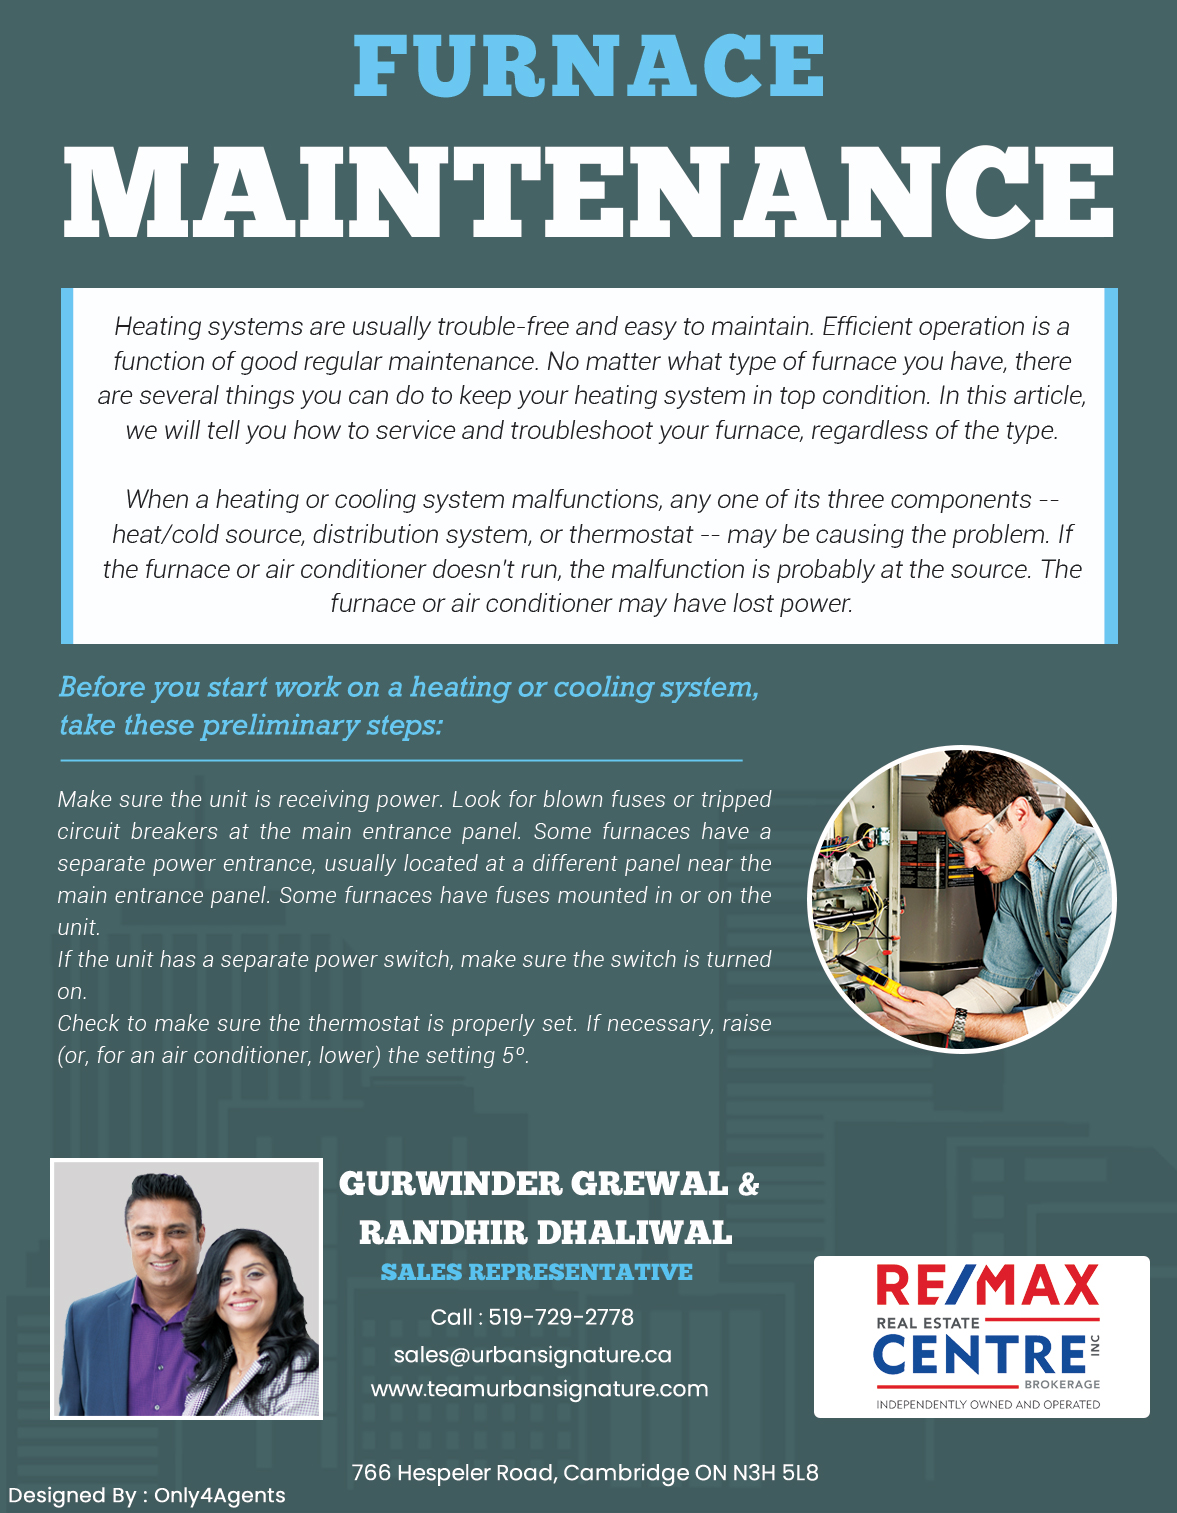 FURNACE
MAINTENANCE
Heating systems are usually trouble-free and easy to maintain. Efficient operation is a
function of good regular maintenance. No matter what type of furnace you have, there
are several things you can do to keep your heating system in top condition. In this article,
we will tell you how to service and troubleshoot your furnace, regardless of the type.
When a heating or cooling system malfunctions, any one of its three components --
heat/cold source, distribution system, or thermostat -- may be causing the problem. If
the furnace or air conditioner doesn't run, the malfunction is probably at the source. The
furnace or air conditioner may have lost power.
Before you start work on a heating or cooling system,
take these preliminary steps:
Make sure the unit is receiving power. Look for blown fuses or tripped
circuit breakers at the main entrance panel. Some furnaces have a
separate power entrance, usually located at a different panel near the
main entrance panel. Some furnaces have fuses mounted in or on the
unit.
If the unit has a separate power switch, make sure the switch is turned
on.
Check to make sure the thermostat is properly set. If necessary, raise
(or, for an air conditioner, lower) the setting 5º.
GURWINDER GREWAL &
RANDHIR DHALIWAL
SALES REPRESENTATIVE
Call : 519-729-2778
sales@urbansignature.ca
www.teamurbansignature.com
RE/MAX
REAL ESTATE
CENTRE INC
BROKERAGE
INDEPENDENTLY OWNED AND OPERATED
766 Hespeler Road, Cambridge ON N3H 5L8
Designed By : Only4Agents